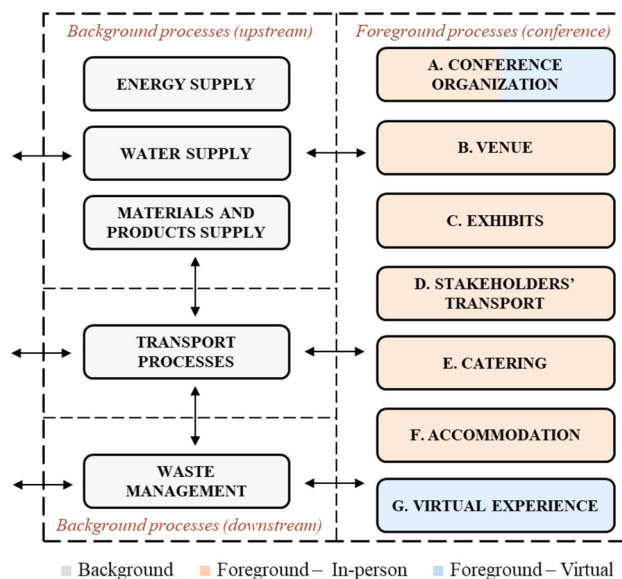 Background processes (upstream)
ENERGY SUPPLY
WATER SUPPLY
MATERIALS AND
PRODUCTS SUPPLY
TRANSPORT
PROCESSES
WASTE
MANAGEMENT
Background processes (downstream)
Foreground processes (conference)
A. CONFERENCE
ORGANIZATION
B. VENUE
C. EXHIBITS
D. STAKEHOLDERS'
TRANSPORT
E. CATERING
F. ACCOMMODATION
G. VIRTUAL EXPERIENCE
Background
Foreground – In-person
Foreground – Virtual